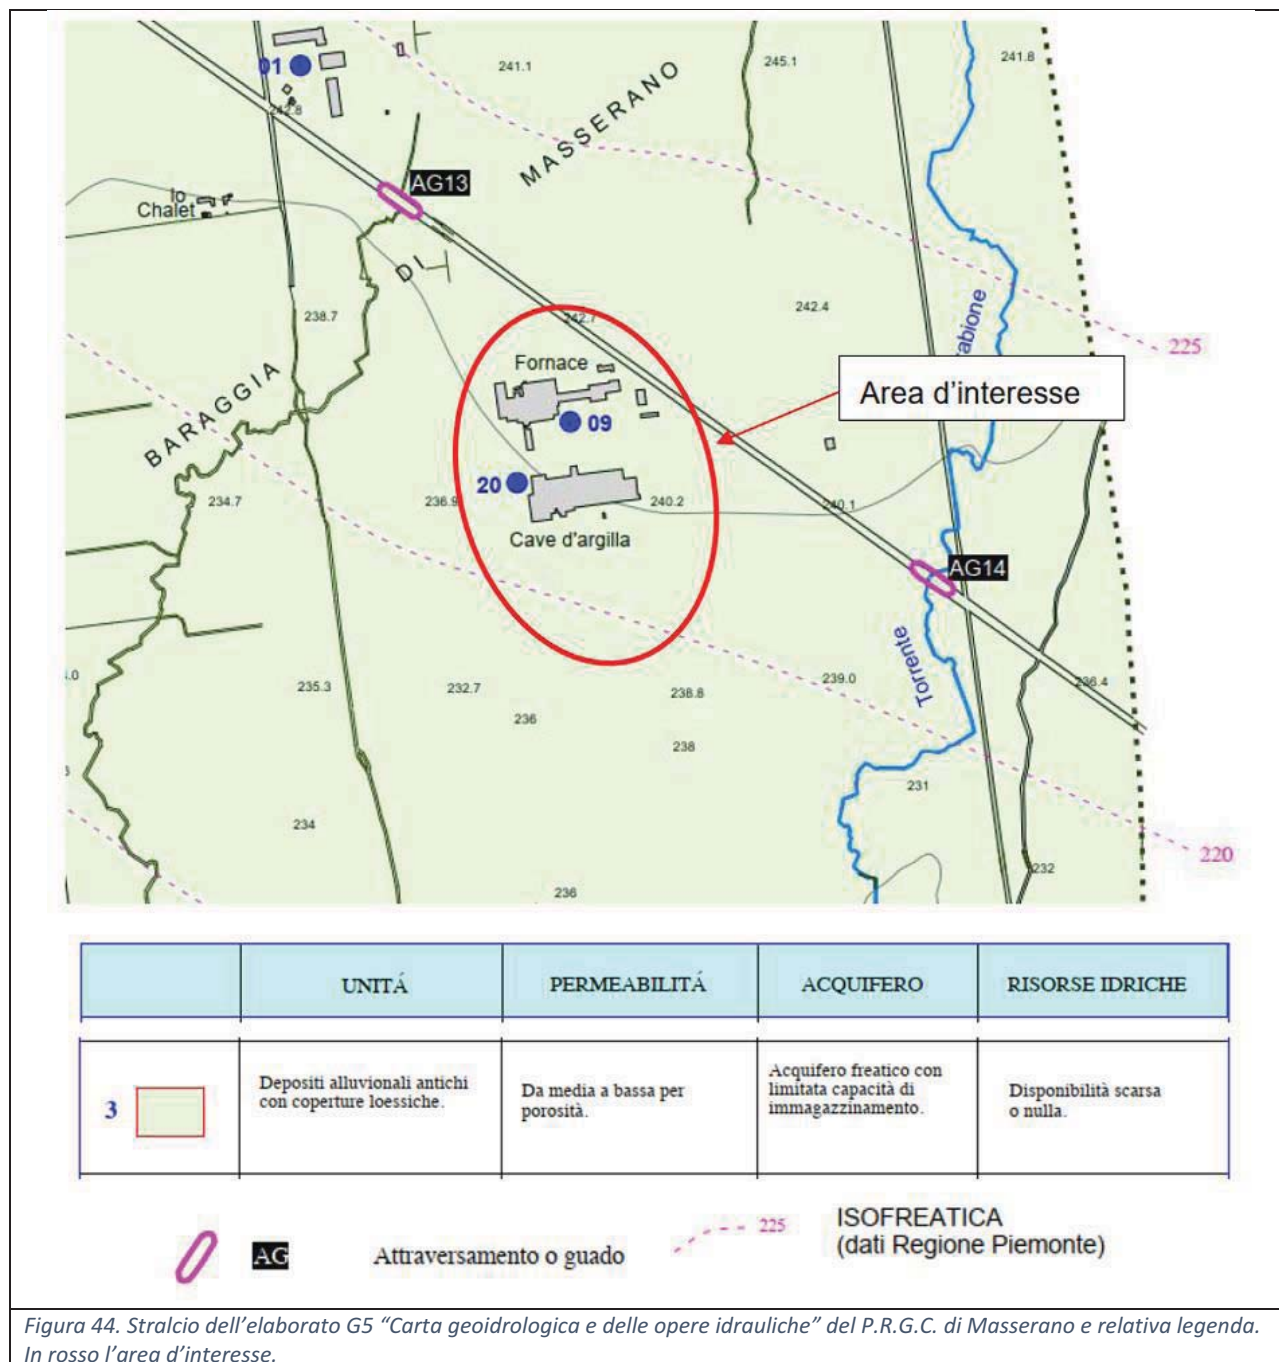 01
241.1
245.1
241.8
242.8
MASSERANO
AG13
Io
Chalet
DI
238.7
242.7
242.4
225
Fornace
Area d'interesse
BARAGGIA
09
20
234.7
236.9
240.2
240.1
Cave d'argilla
AG14
Torrente
235.3
232.7
238.8
239.0
236.4
236
238
231
234
220
232
236
UNITÁ PERMEABILITÁ ACQUIFERO RISORSE IDRICHE
3
Depositi alluvionali antichi
con coperture loessiche.
Da media a bassa per
porosità.
Acquifero freatico con
limitata capacità di
immagazzinamento.
Disponibilità scarsa
o nulla.
AG Attraversamento o guado
225
ISOFREATICA
(dati Regione Piemonte)
Figura 44. Stralcio dell'elaborato G5 “Carta geoidrologica e delle opere idrauliche” del P.R.G.C. di Masserano e relativa legenda.
In rosso l'area d'interesse.